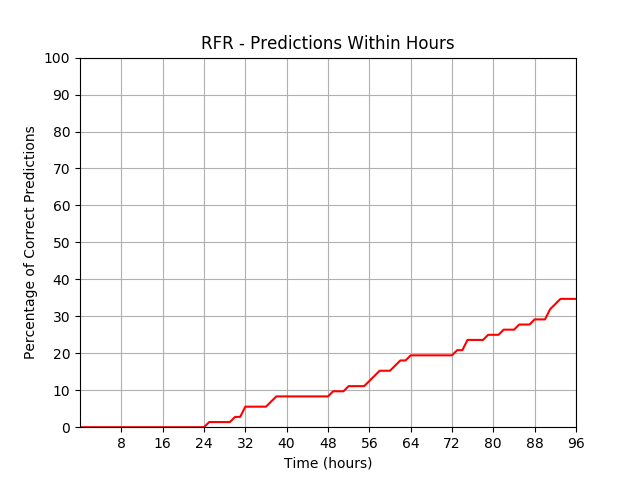 RFR - Predictions Within Hours
100
90
80
70
60
50
40
30
20
10
0
Percentage of Correct Predictions
8 16 24 32 40 48 56 64 72 80 88 96
Time (hours)